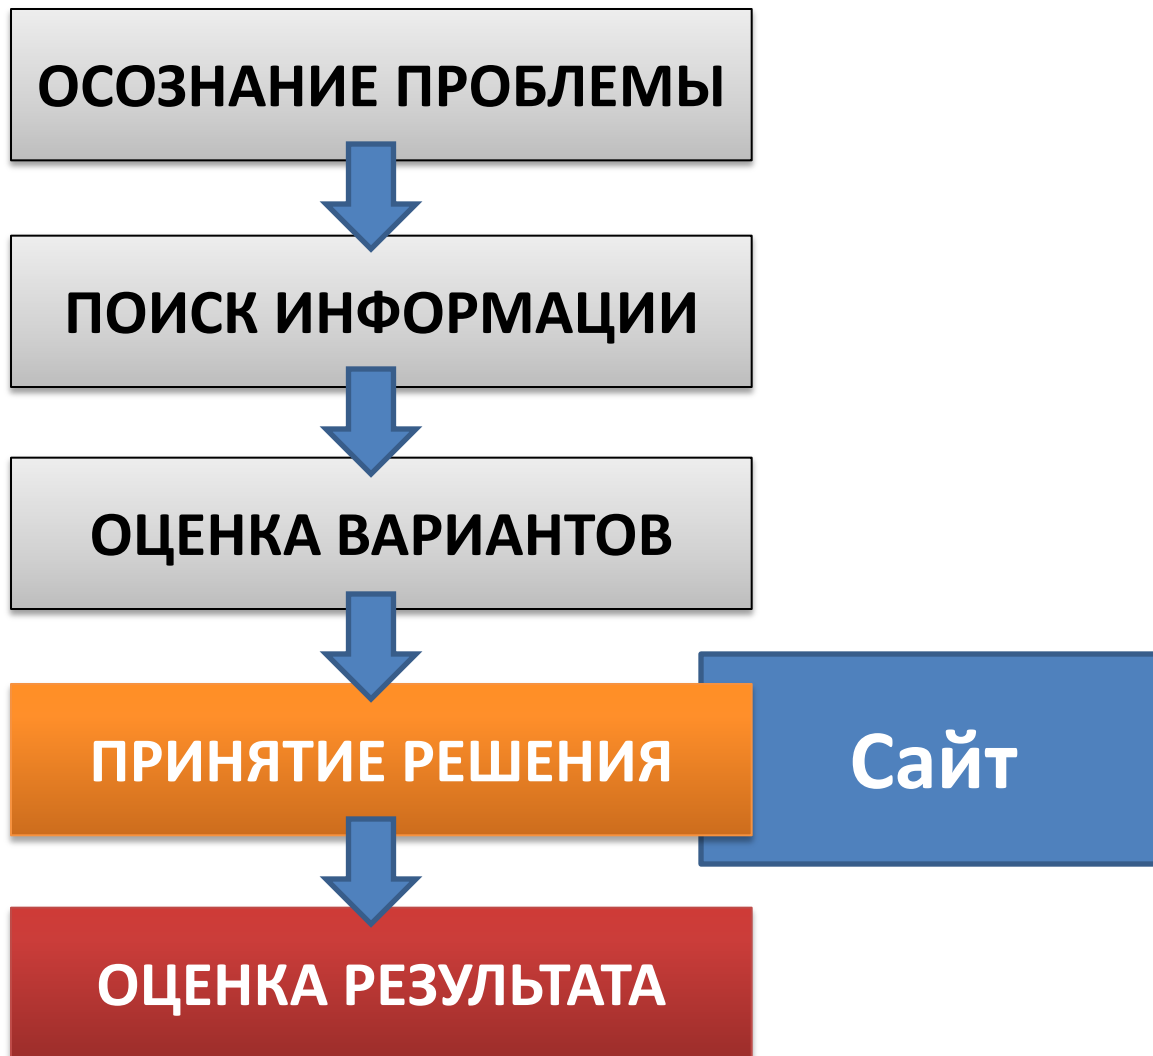 ОСОЗНАНИЕ ПРОБЛЕМЫ
ПОИСК ИНФОРМАЦИИ
ОЦЕНКА ВАРИАНТОВ
ПРИНЯТИЕ РЕШЕНИЯ
Сайт
ОЦЕНКА РЕЗУЛЬТАТА